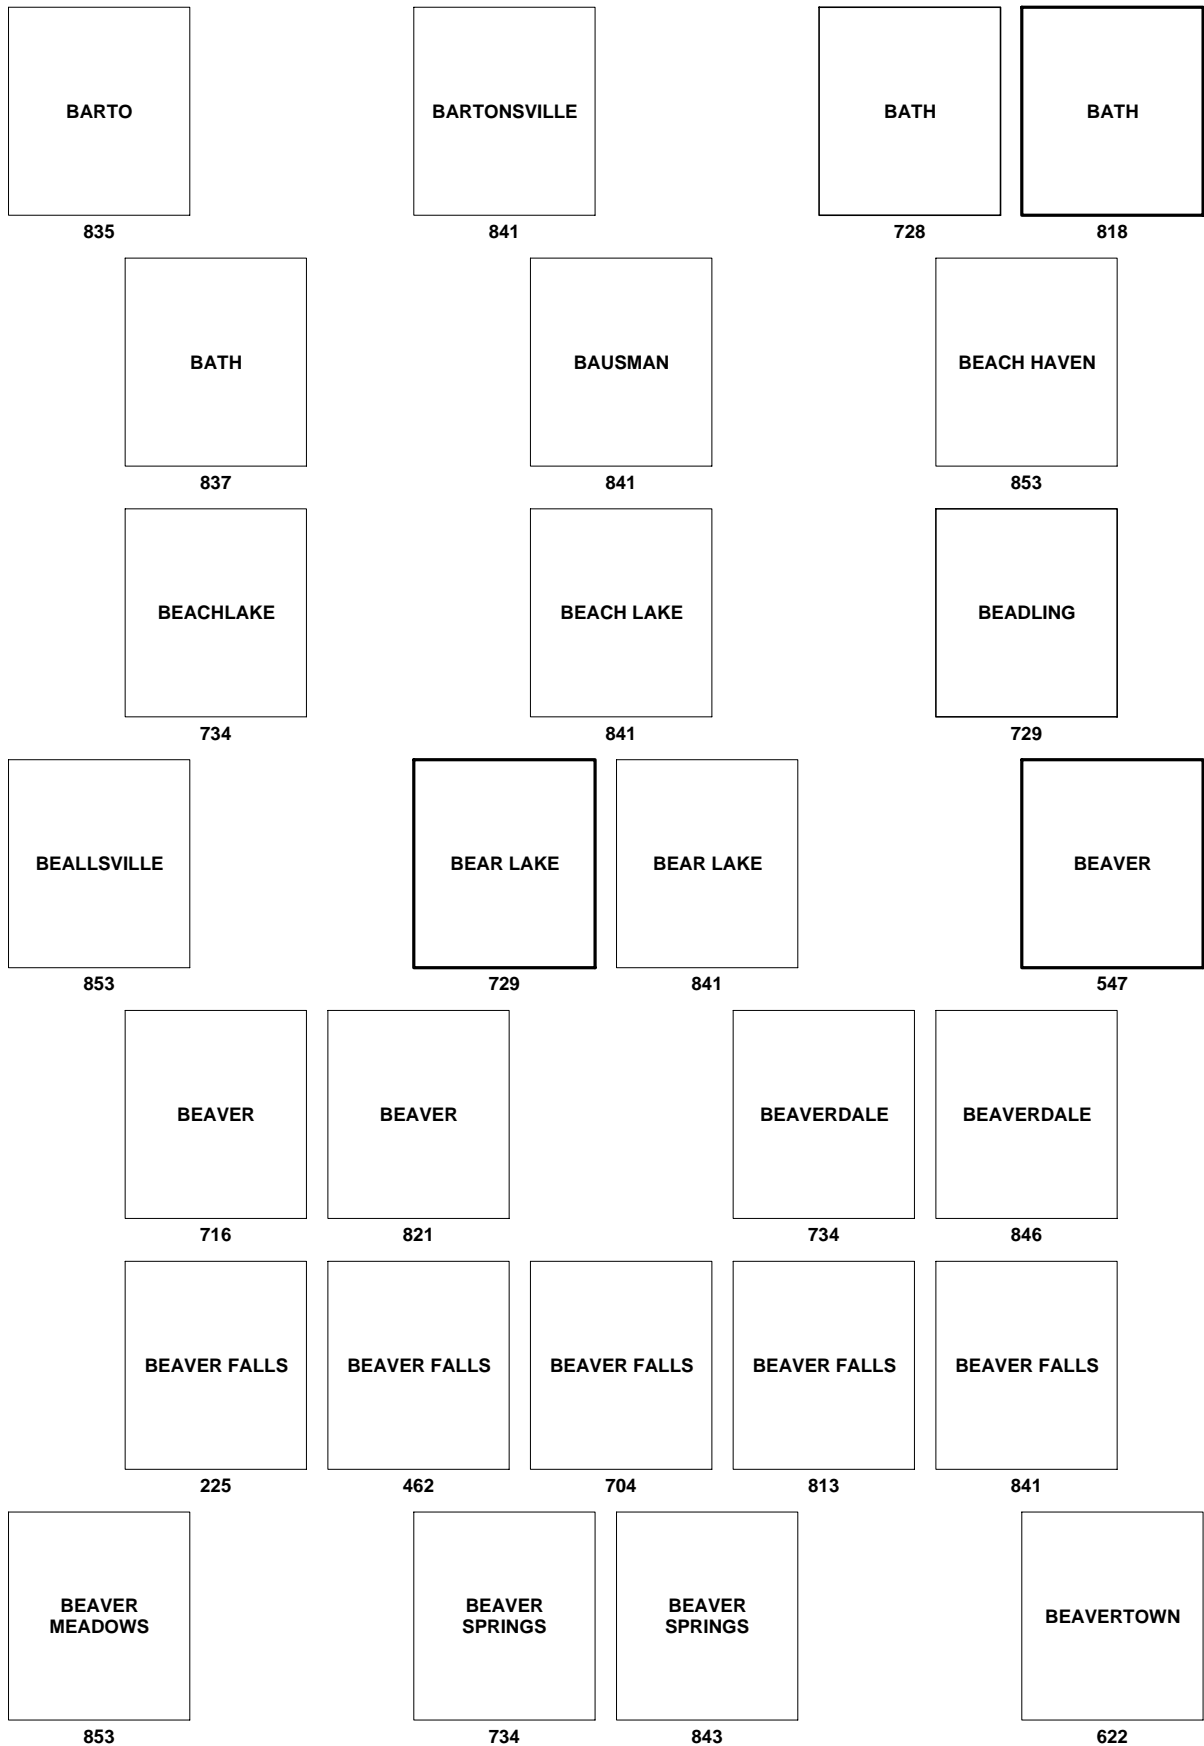 BARTO
BARTONSVILLE
BATH
BATH
835
841
728
818
BATH
BAUSMAN
BEACH HAVEN
837
841
853
BEACHLAKE
BEACH LAKE
BEADLING
734
841
729
BEALLSVILLE
BEAR LAKE
BEAR LAKE
BEAVER
853
729
841
547
BEAVER
BEAVER
BEAVERDALE
BEAVERDALE
716
821
734
846
BEAVER FALLS
BEAVER FALLS
BEAVER FALLS
BEAVER FALLS
BEAVER FALLS
225
462
704
813
841
BEAVER
MEADOWS
BEAVER
SPRINGS
BEAVER
SPRINGS
BEAVERTOWN
853
734
843
622